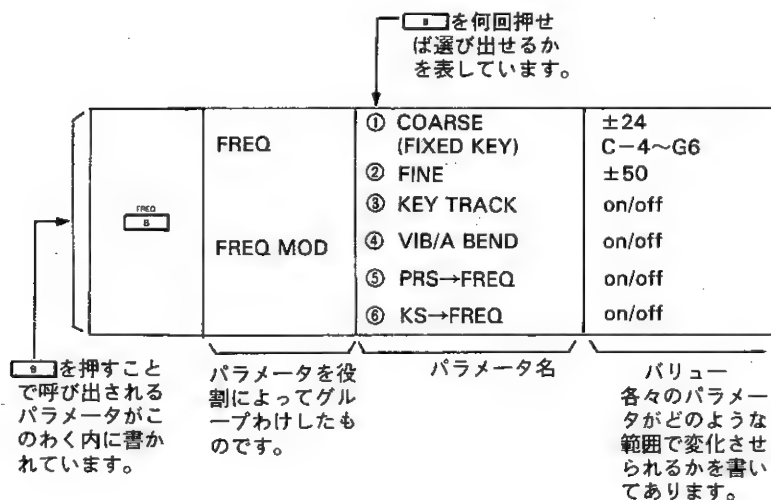 8を何回押せ
ば選び出せるか
を表しています。
FREQ
8
FREQ
① COARSE ±24
(FIXED KEY) C−4～G6
② FINE ±50
③ KEY TRACK on/off
FREQ MOD
④ VIB/A BEND on/off
⑤ PRS→FREQ on/off
⑥ KS→FREQ on/off
8を押すこと
で呼び出される
パラメータがこ
のわく内に書か
れています。
パラメータを役
割によってグル
ープわけしたも
のです。
パラメータ名
バリュー
各々のパラメー
タがどのような
範囲で変化させ
られるかを書い
てあります。